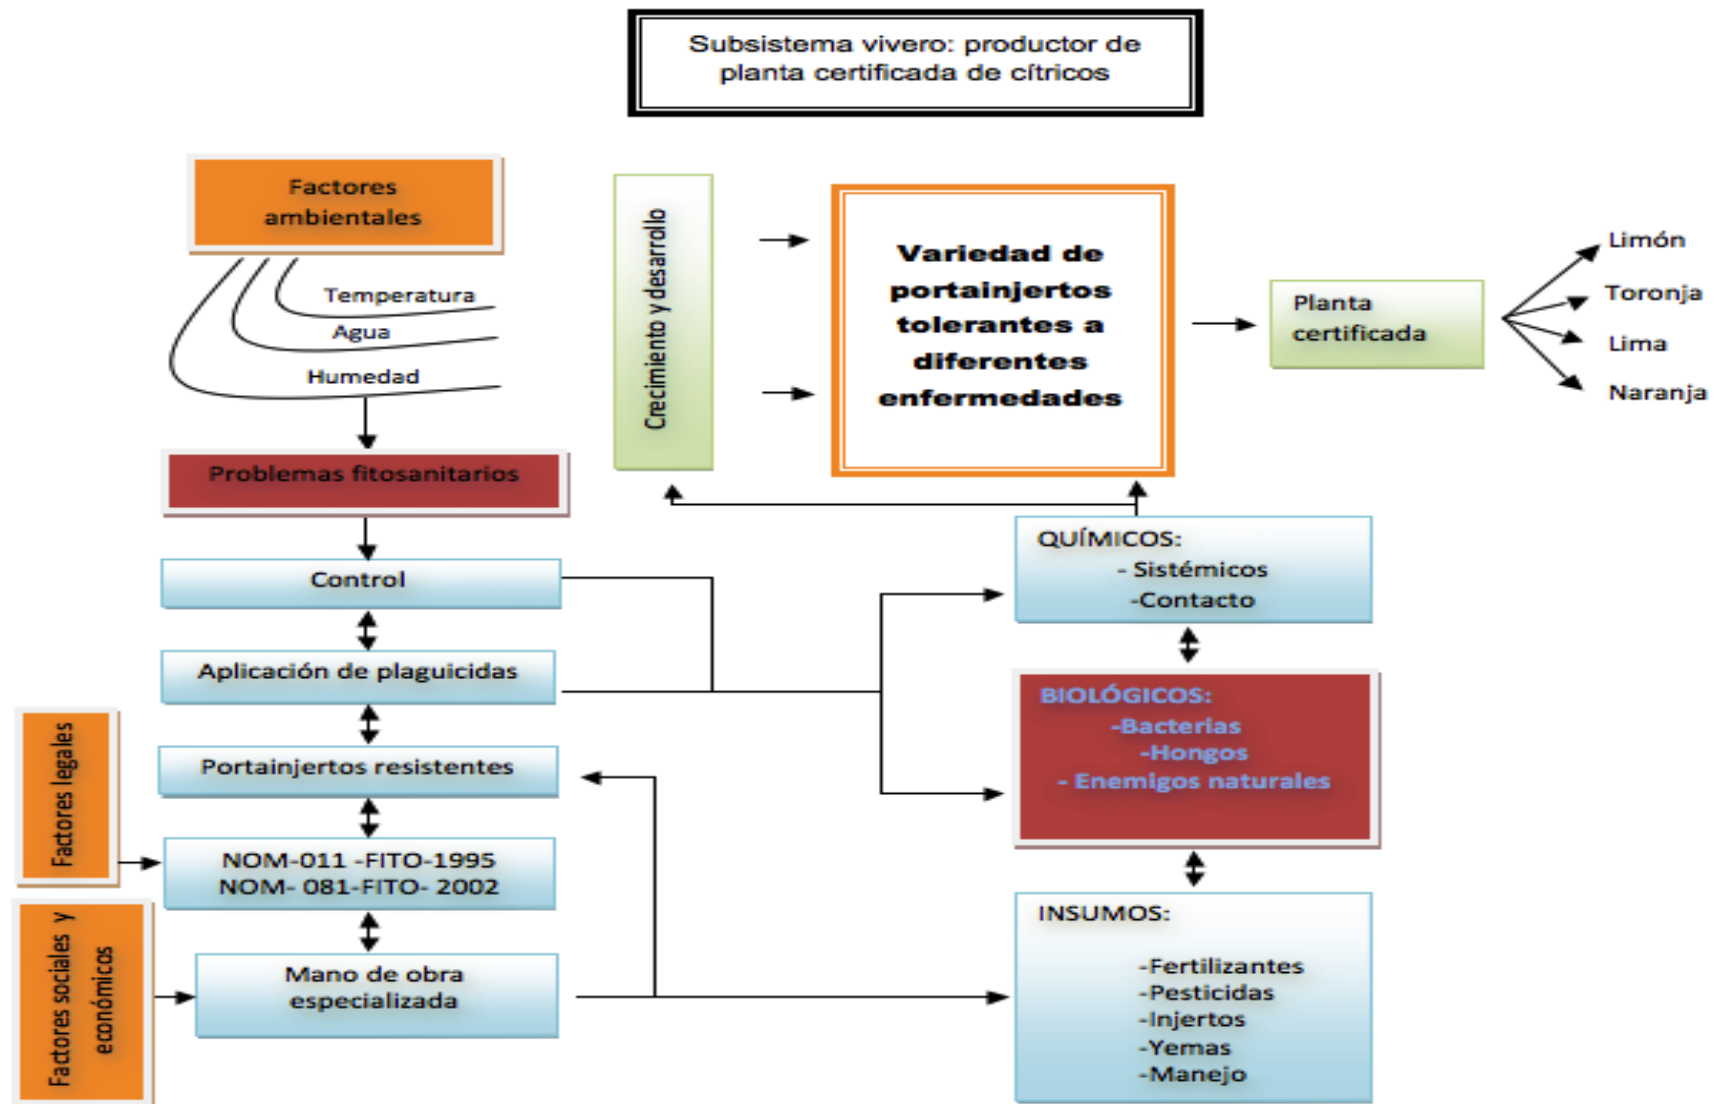 Subsistema vivero: productor de
planta certificada de cítricos
Factores
ambientales
Temperatura
Agua
Humedad
Problemas fitosanitarios
Control
Aplicación de plaguicidas
Portainjertos resistentes
Factores legales
NOM-011 -FITO-1995
NOM- 081-FITO- 2002
Factores sociales y
económicos
Mano de obra
especializada
Crecimiento y desarrollo
Variedad de
portainjertos
tolerantes a
diferentes
enfermedades
Planta
certificada
Limón
Toronja
Lima
Naranja
QUÍMICOS:
- Sistémicos
-Contacto
BIOLÓGICOS:
-Bacterias
-Hongos
- Enemigos naturales
INSUMOS:
-Fertilizantes
-Pesticidas
-Injertos
-Yemas
-Manejo